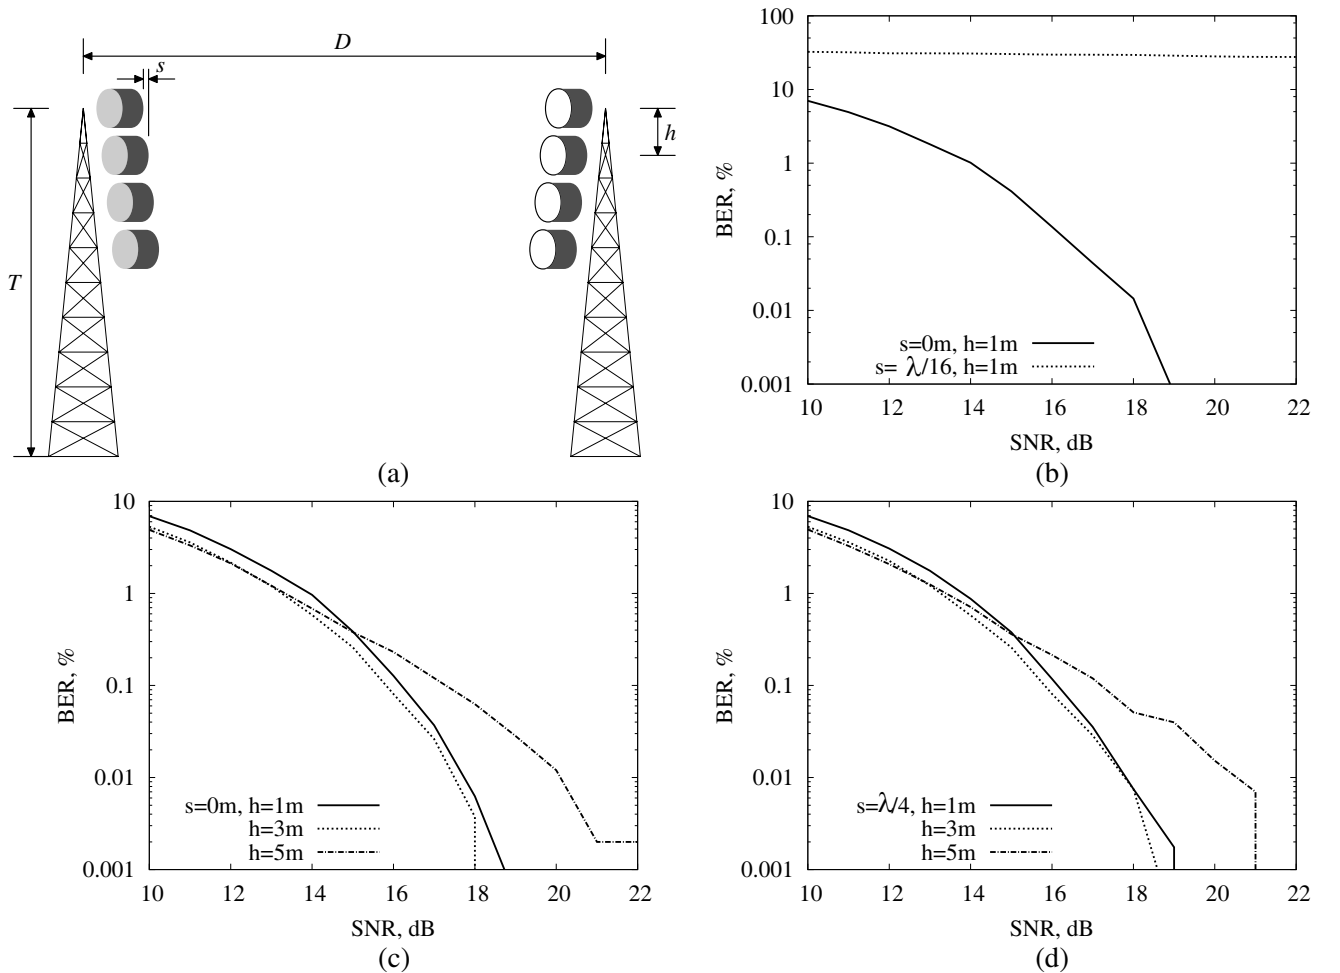 D
s
h
T
(a)
100
10
1
0.1
0.01
0.001
BER, %
s=0m, h=1m
s= λ/16, h=1m
10 12 14 16 18 20 22
SNR, dB
(b)
10
1
0.1
0.01
0.001
BER, %
s=0m, h=1m
h=3m
h=5m
10 12 14 16 18 20 22
SNR, dB
(c)
10
1
0.1
0.01
0.001
BER, %
s=λ/4, h=1m
h=3m
h=5m
10 12 14 16 18 20 22
SNR, dB
(d)